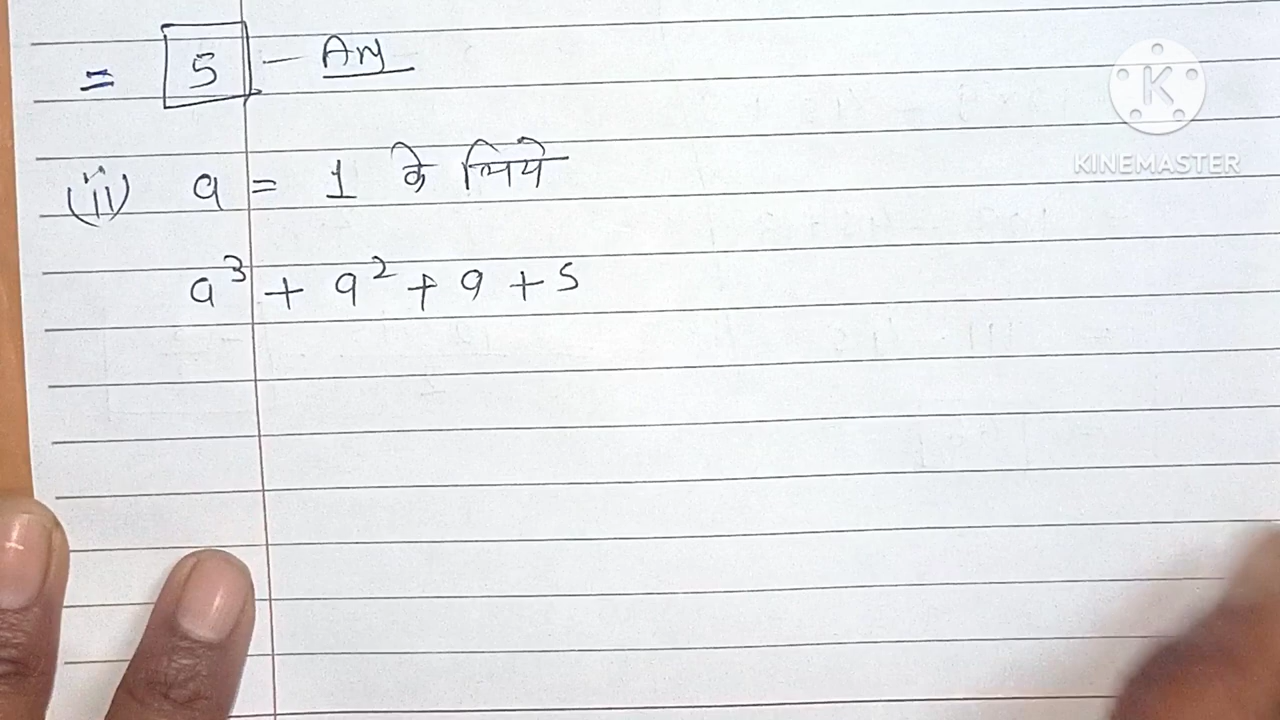 = 5 - Ans
(ii) a = 1 के लिये
a³ + a² + a + 5
KINEMASTER